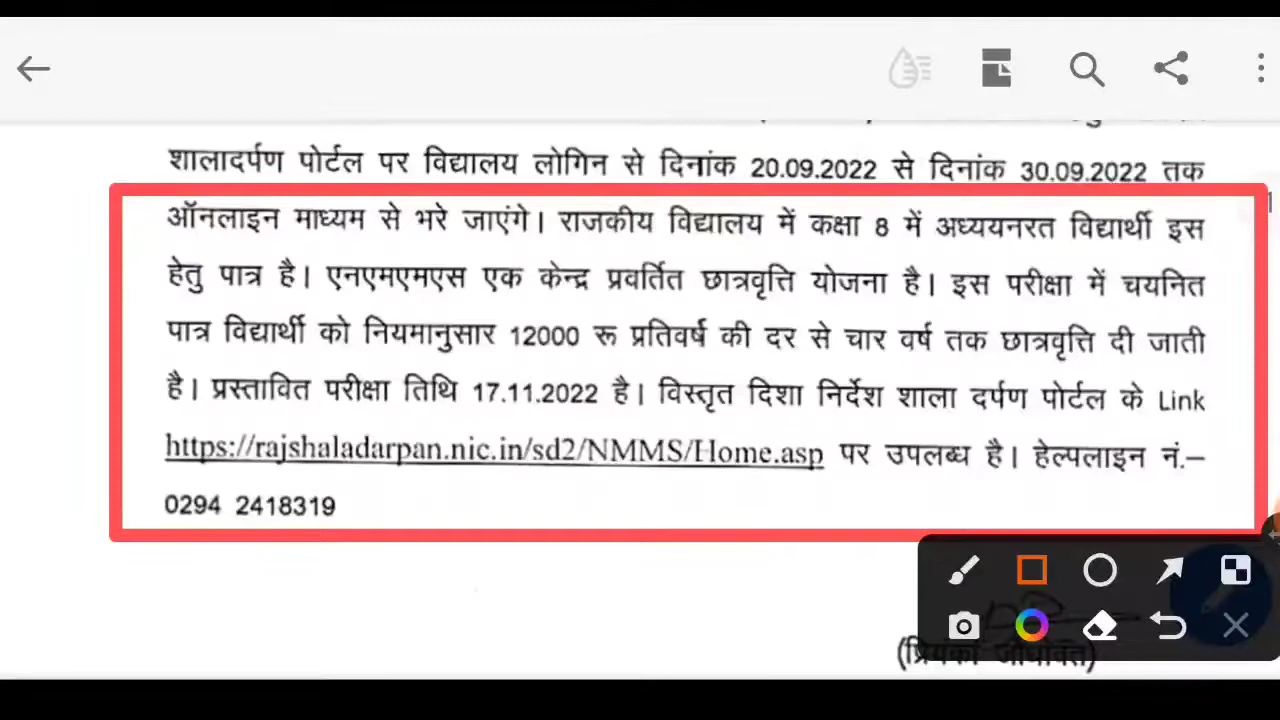 शालादर्पण पोर्टल पर विद्यालय लोगिन से दिनांक 20.09.2022 से दिनांक 30.09.2022 तक
ऑनलाइन माध्यम से भरे जाएंगे। राजकीय विद्यालय में कक्षा 8 में अध्ययनरत विद्यार्थी इस
हेतु पात्र है। एनएमएमएस एक केन्द्र प्रवर्तित छात्रवृत्ति योजना है। इस परीक्षा में चयनित
पात्र विद्यार्थी को नियमानुसार 12000 रू प्रतिवर्ष की दर से चार वर्ष तक छात्रवृत्ति दी जाती
है। प्रस्तावित परीक्षा तिथि 17.11.2022 है। विस्तृत दिशा निर्देश शाला दर्पण पोर्टल के Link
https://rajshaladarpan.nic.in/sd2/NMMS/Home.asp पर उपलब्ध है। हेल्पलाइन नं.–
0294 2418319